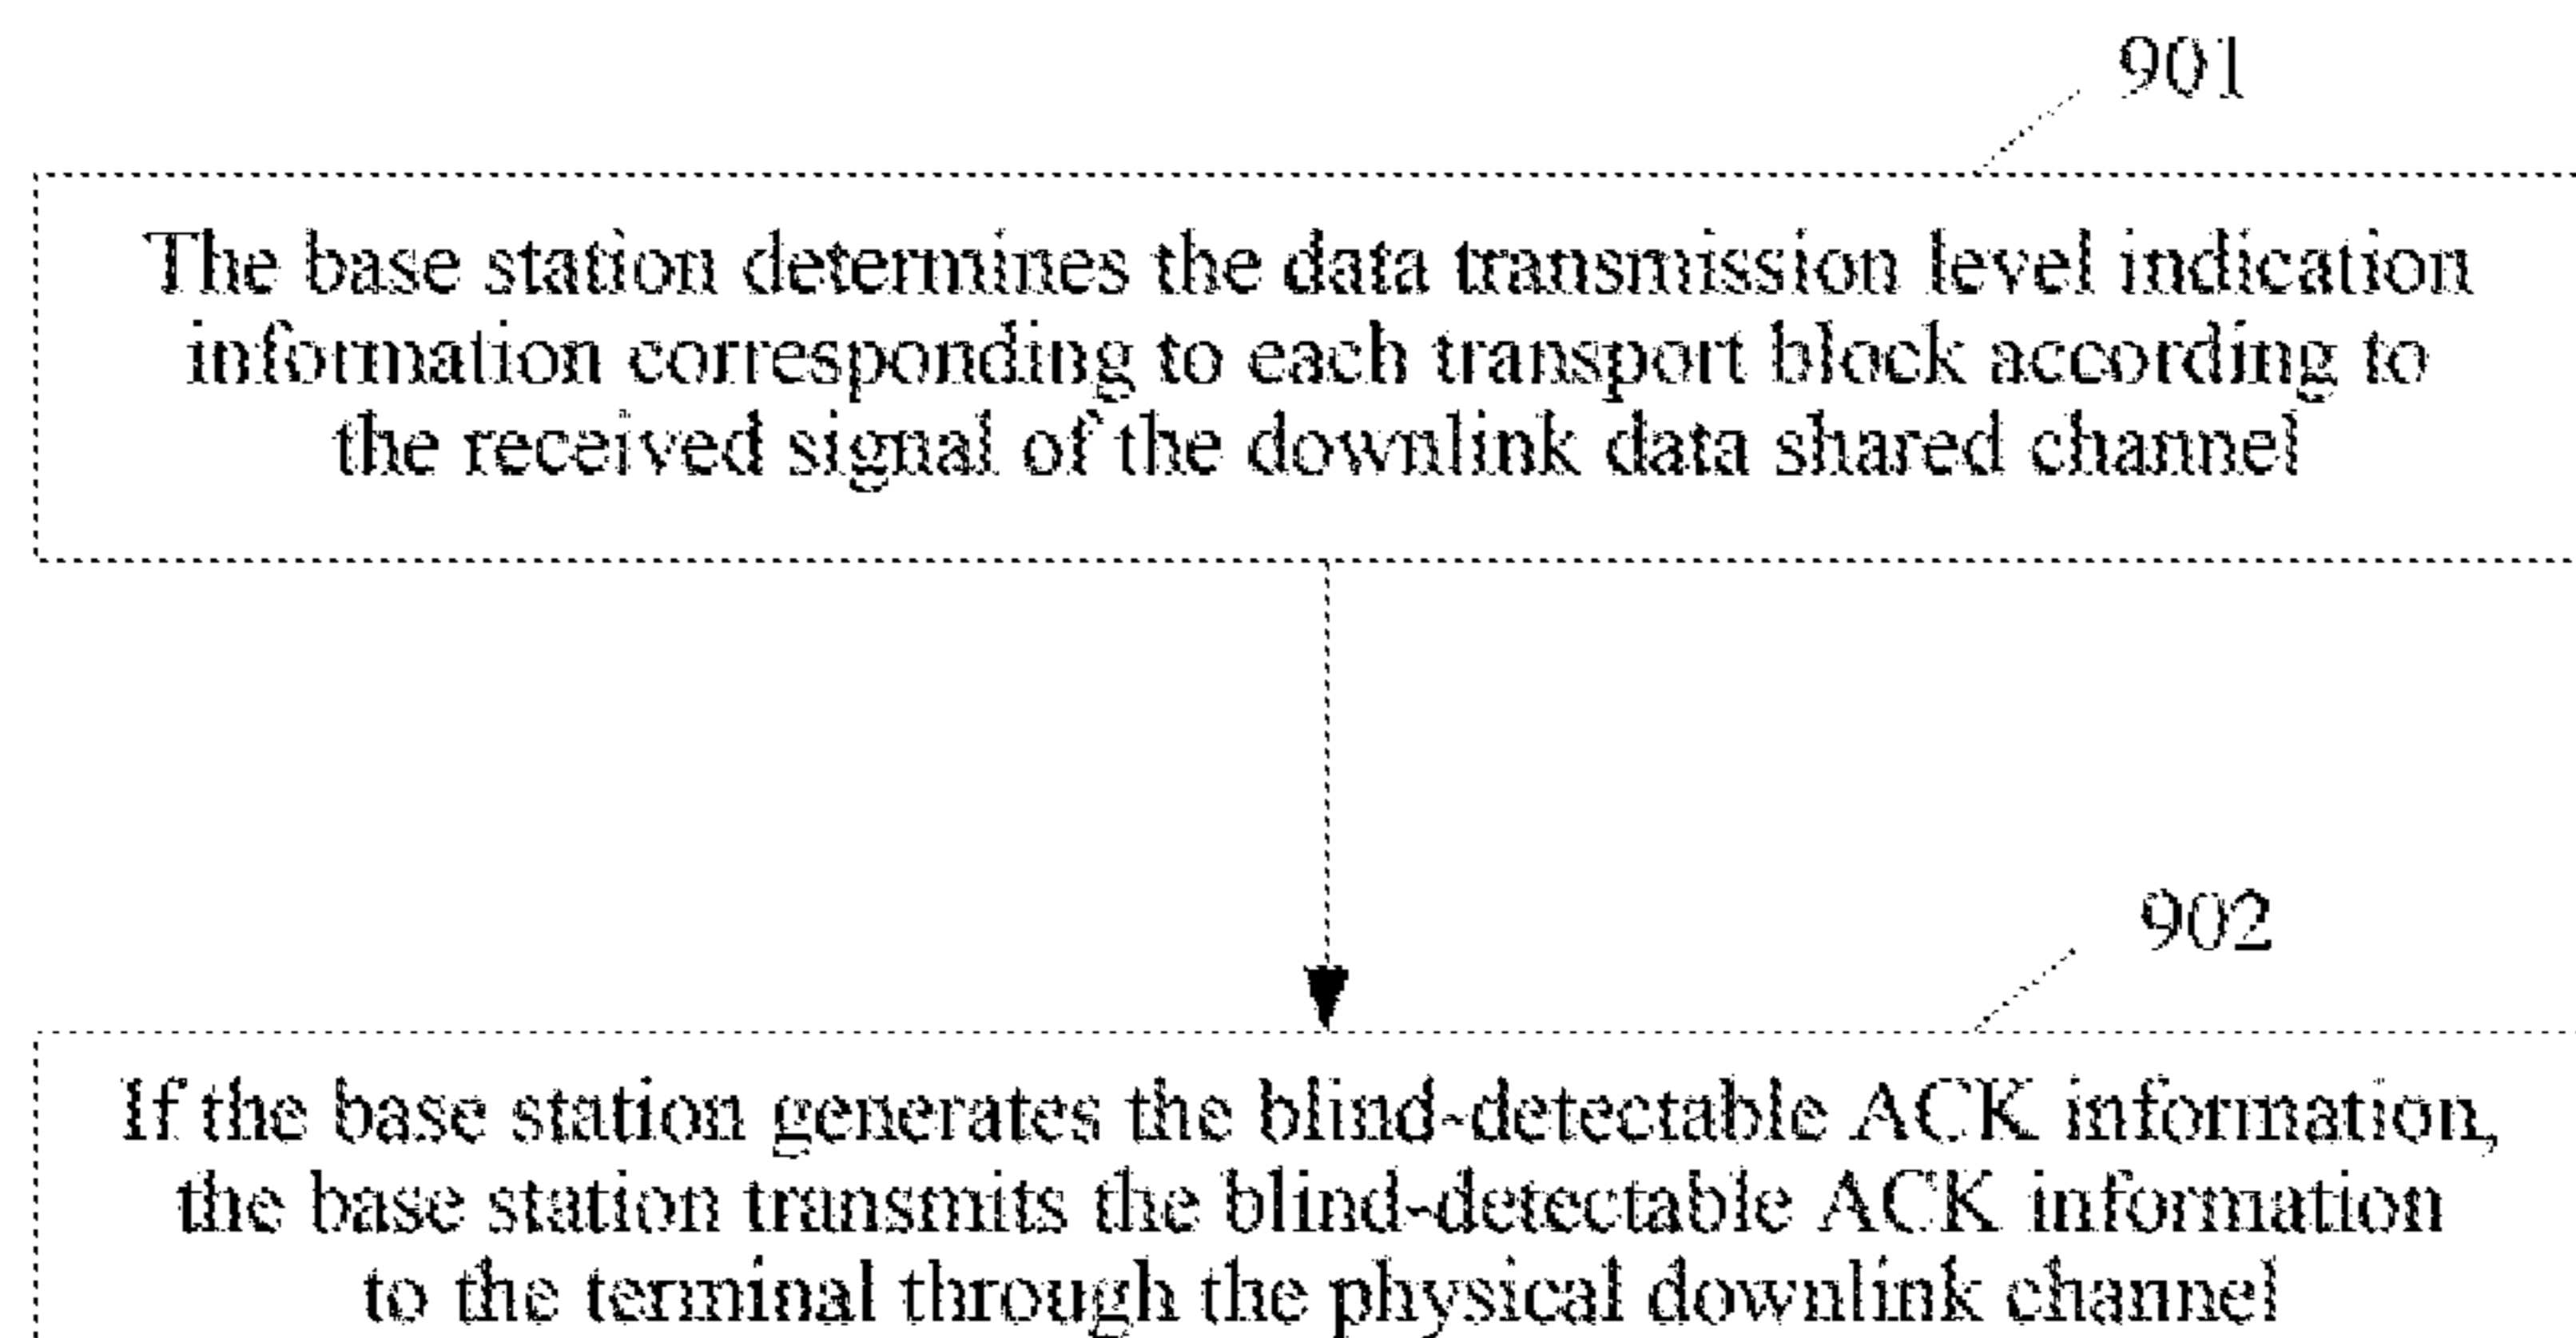 901
The base station determines the data transmission level indication
information corresponding to each transport block according to
the received signal of the downlink data shared channel
902
If the base station generates the blind-detectable ACK information,
the base station transmits the blind-detectable ACK information
to the terminal through the physical downlink channel